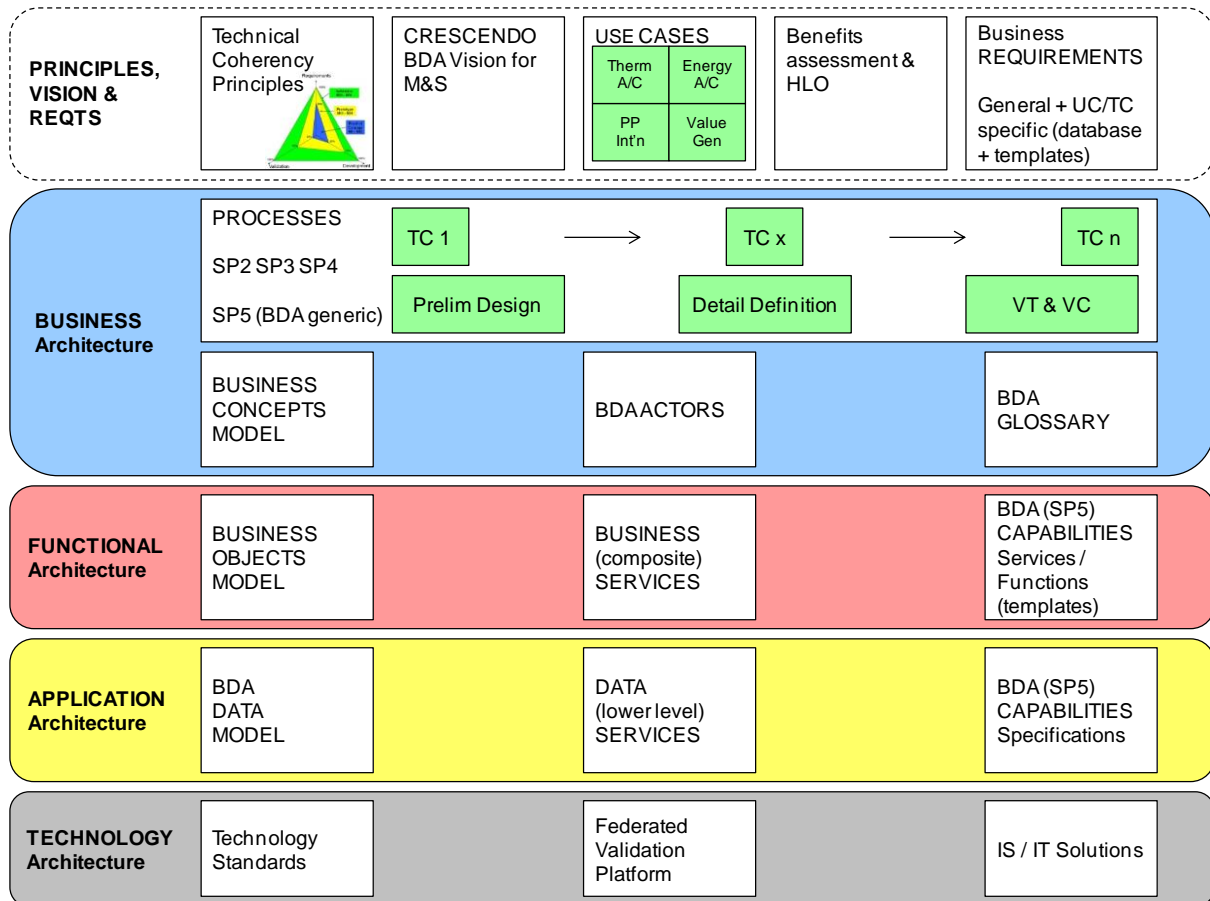 PRINCIPLES,
VISION &
REQTS
Technical
Coherency
Principles
CRESCENDO
BDA Vision for
M&S
USE CASES
Therm
A/C
Energy
A/C
PP
Int'n
Value
Gen
Benefits
assessment &
HLO
Business
REQUIREMENTS
General + UC/TC
specific (database
+ templates)
BUSINESS
Architecture
PROCESSES
SP2 SP3 SP4
SP5 (BDA generic)
TC 1
TC x
TC n
Prelim Design
Detail Definition
VT & VC
BUSINESS
CONCEPTS
MODEL
BDA ACTORS
BDA
GLOSSARY
FUNCTIONAL
Architecture
BUSINESS
OBJECTS
MODEL
BUSINESS
(composite)
SERVICES
BDA (SP5)
CAPABILITIES
Services /
Functions
(templates)
APPLICATION
Architecture
BDA
DATA
MODEL
DATA
(lower level)
SERVICES
BDA (SP5)
CAPABILITIES
Specifications
TECHNOLOGY
Architecture
Technology
Standards
Federated
Validation
Platform
IS / IT Solutions